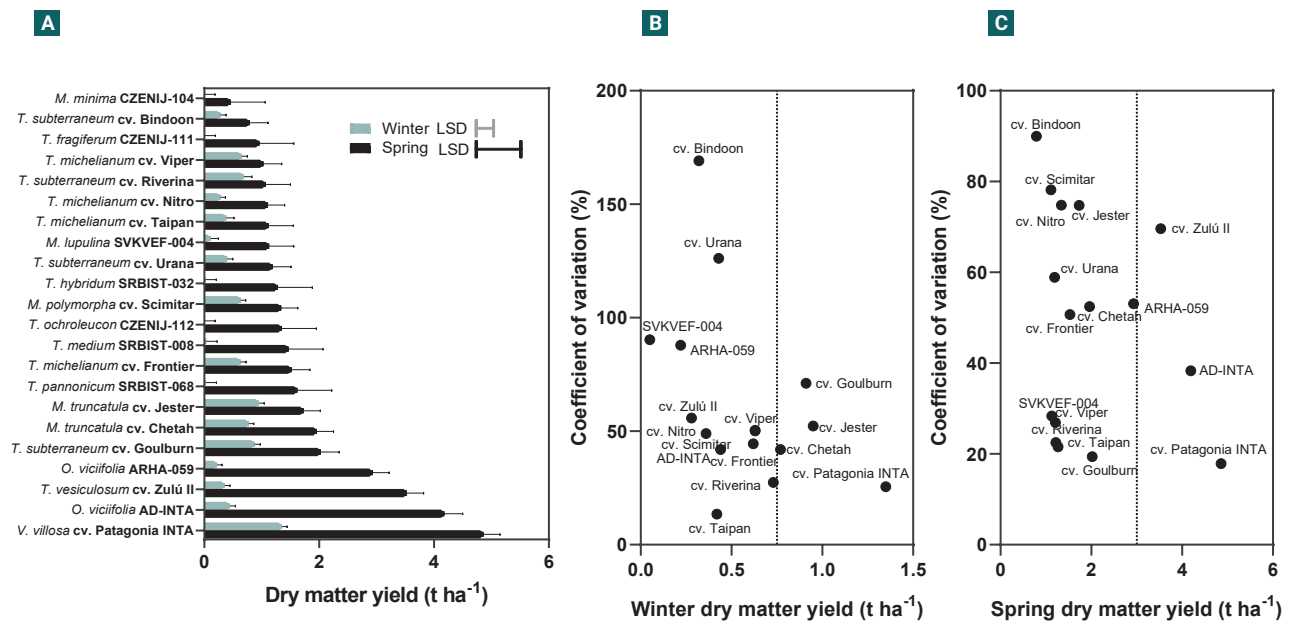 A
M. minima CZENIJ-104
T. subterraneum cv. Bindoon
T. fragiferum CZENIJ-111
T. michelianum cv. Viper
T. subterraneum cv. Riverina
T. michelianum cv. Nitro
T. michelianum cv. Taipan
M. lupulina SVKVEF-004
T. subterraneum cv. Urana
T. hybridum SRBIST-032
M. polymorpha cv. Scimitar
T. ochroleucon CZENIJ-112
T. medium SRBIST-008
T. michelianum cv. Frontier
T. pannonicum SRBIST-068
M. truncatula cv. Jester
M. truncatula cv. Chetah
T. subterraneum cv. Goulburn
O. viciifolia ARHA-059
T. vesiculosum cv. Zulú II
O. viciifolia AD-INTA
V. villosa cv. Patagonia INTA
Winter LSD
Spring LSD
0 2 4 6
Dry matter yield (t ha-1)
B
Coefficient of variation (%)
200
150
100
50
0
cv. Bindoon
cv. Urana
SVKVEF-004
ARHA-059
cv. Goulburn
cv. Zulú II
cv. Viper
cv. Jester
cv. Nitro
cv. Scimitar
cv. Chetah
AD-INTA
cv. Frontier
cv. Patagonia INTA
cv. Riverina
cv. Taipan
0.0 0.5 1.0 1.5
Winter dry matter yield (t ha-1)
C
Coefficient of variation (%)
100
80
60
40
20
0
cv. Bindoon
cv. Scimitar
cv. Nitro
cv. Jester
cv. Zulú II
cv. Urana
ARHA-059
cv. Chetah
cv. Frontier
AD-INTA
SVKVEF-004
cv. Viper
cv. Riverina
cv. Taipan
cv. Patagonia INTA
cv. Goulburn
0 2 4 6
Spring dry matter yield (t ha-1)